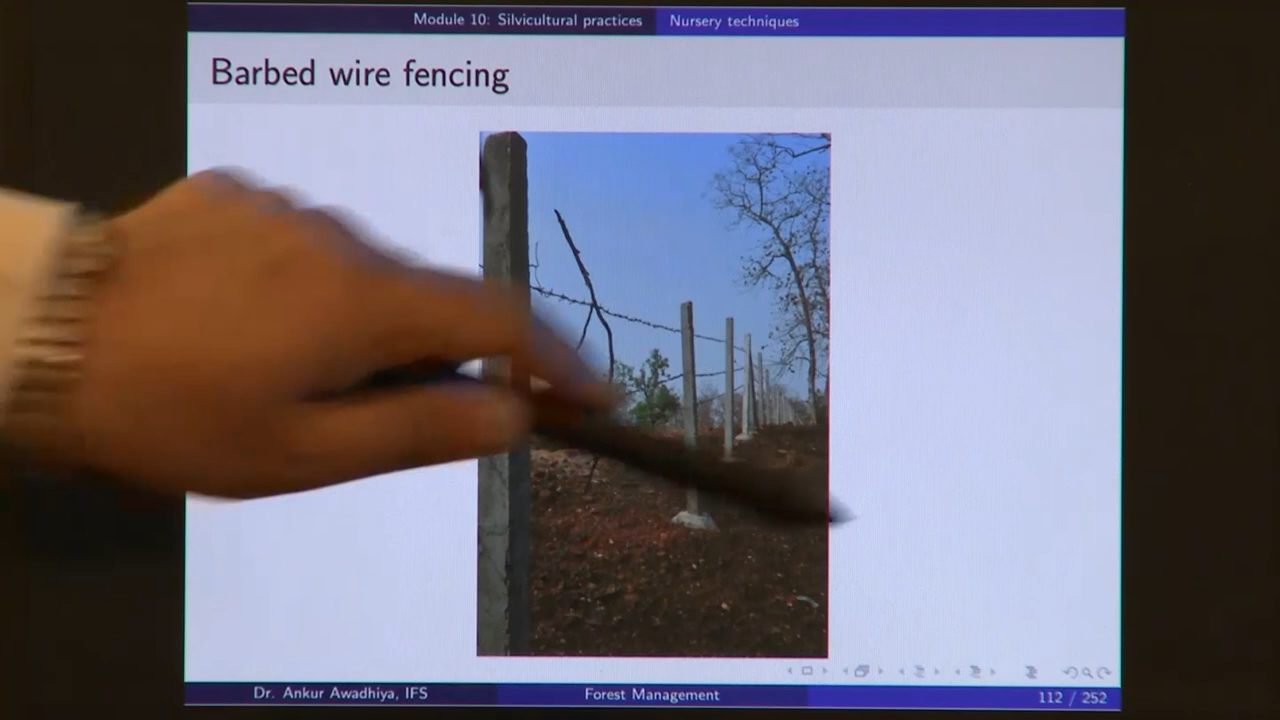 Module 10: Silvicultural practices Nursery techniques
Barbed wire fencing
Dr. Ankur Awadhiya, IFS Forest Management 112 / 252